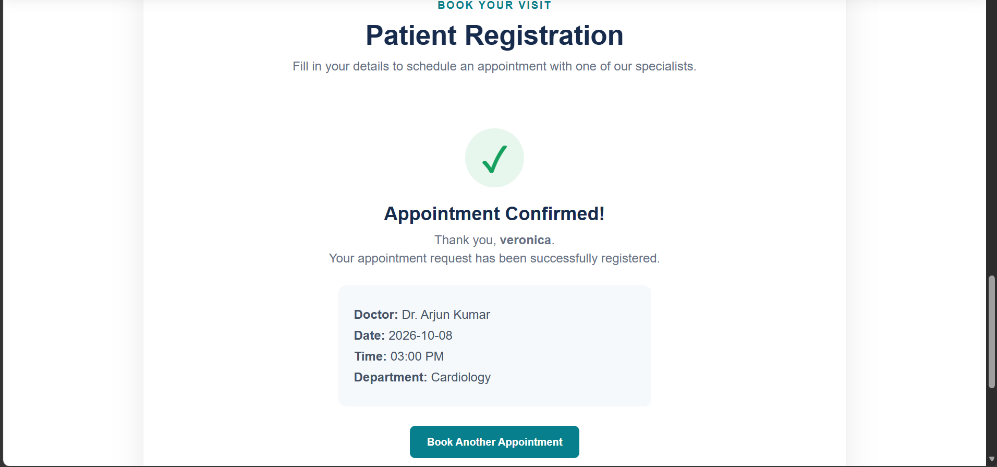 BOOK YOUR VISIT
Patient Registration
Fill in your details to schedule an appointment with one of our specialists.
Appointment Confirmed!
Thank you, veronica.
Your appointment request has been successfully registered.
Doctor: Dr. Arjun Kumar
Date: 2026-10-08
Time: 03:00 PM
Department: Cardiology
Book Another Appointment